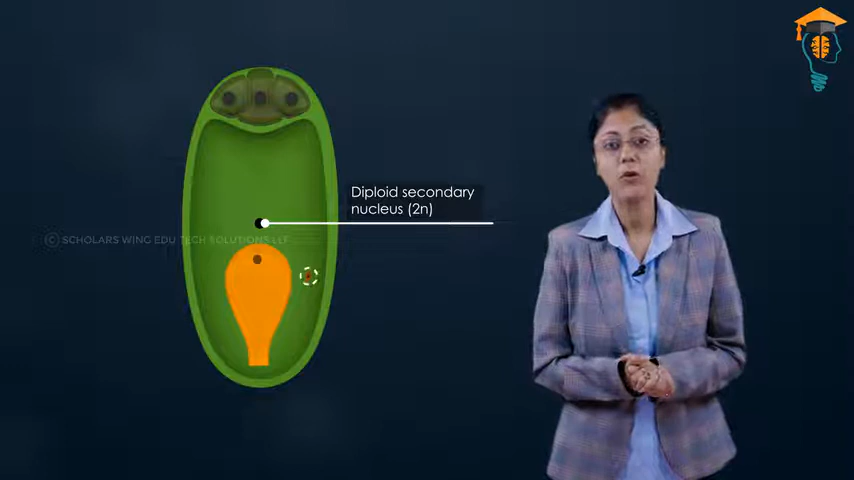 Diploid secondary
nucleus (2n)
© SCHOLARS WING EDU TECH SOLUTIONS LLP